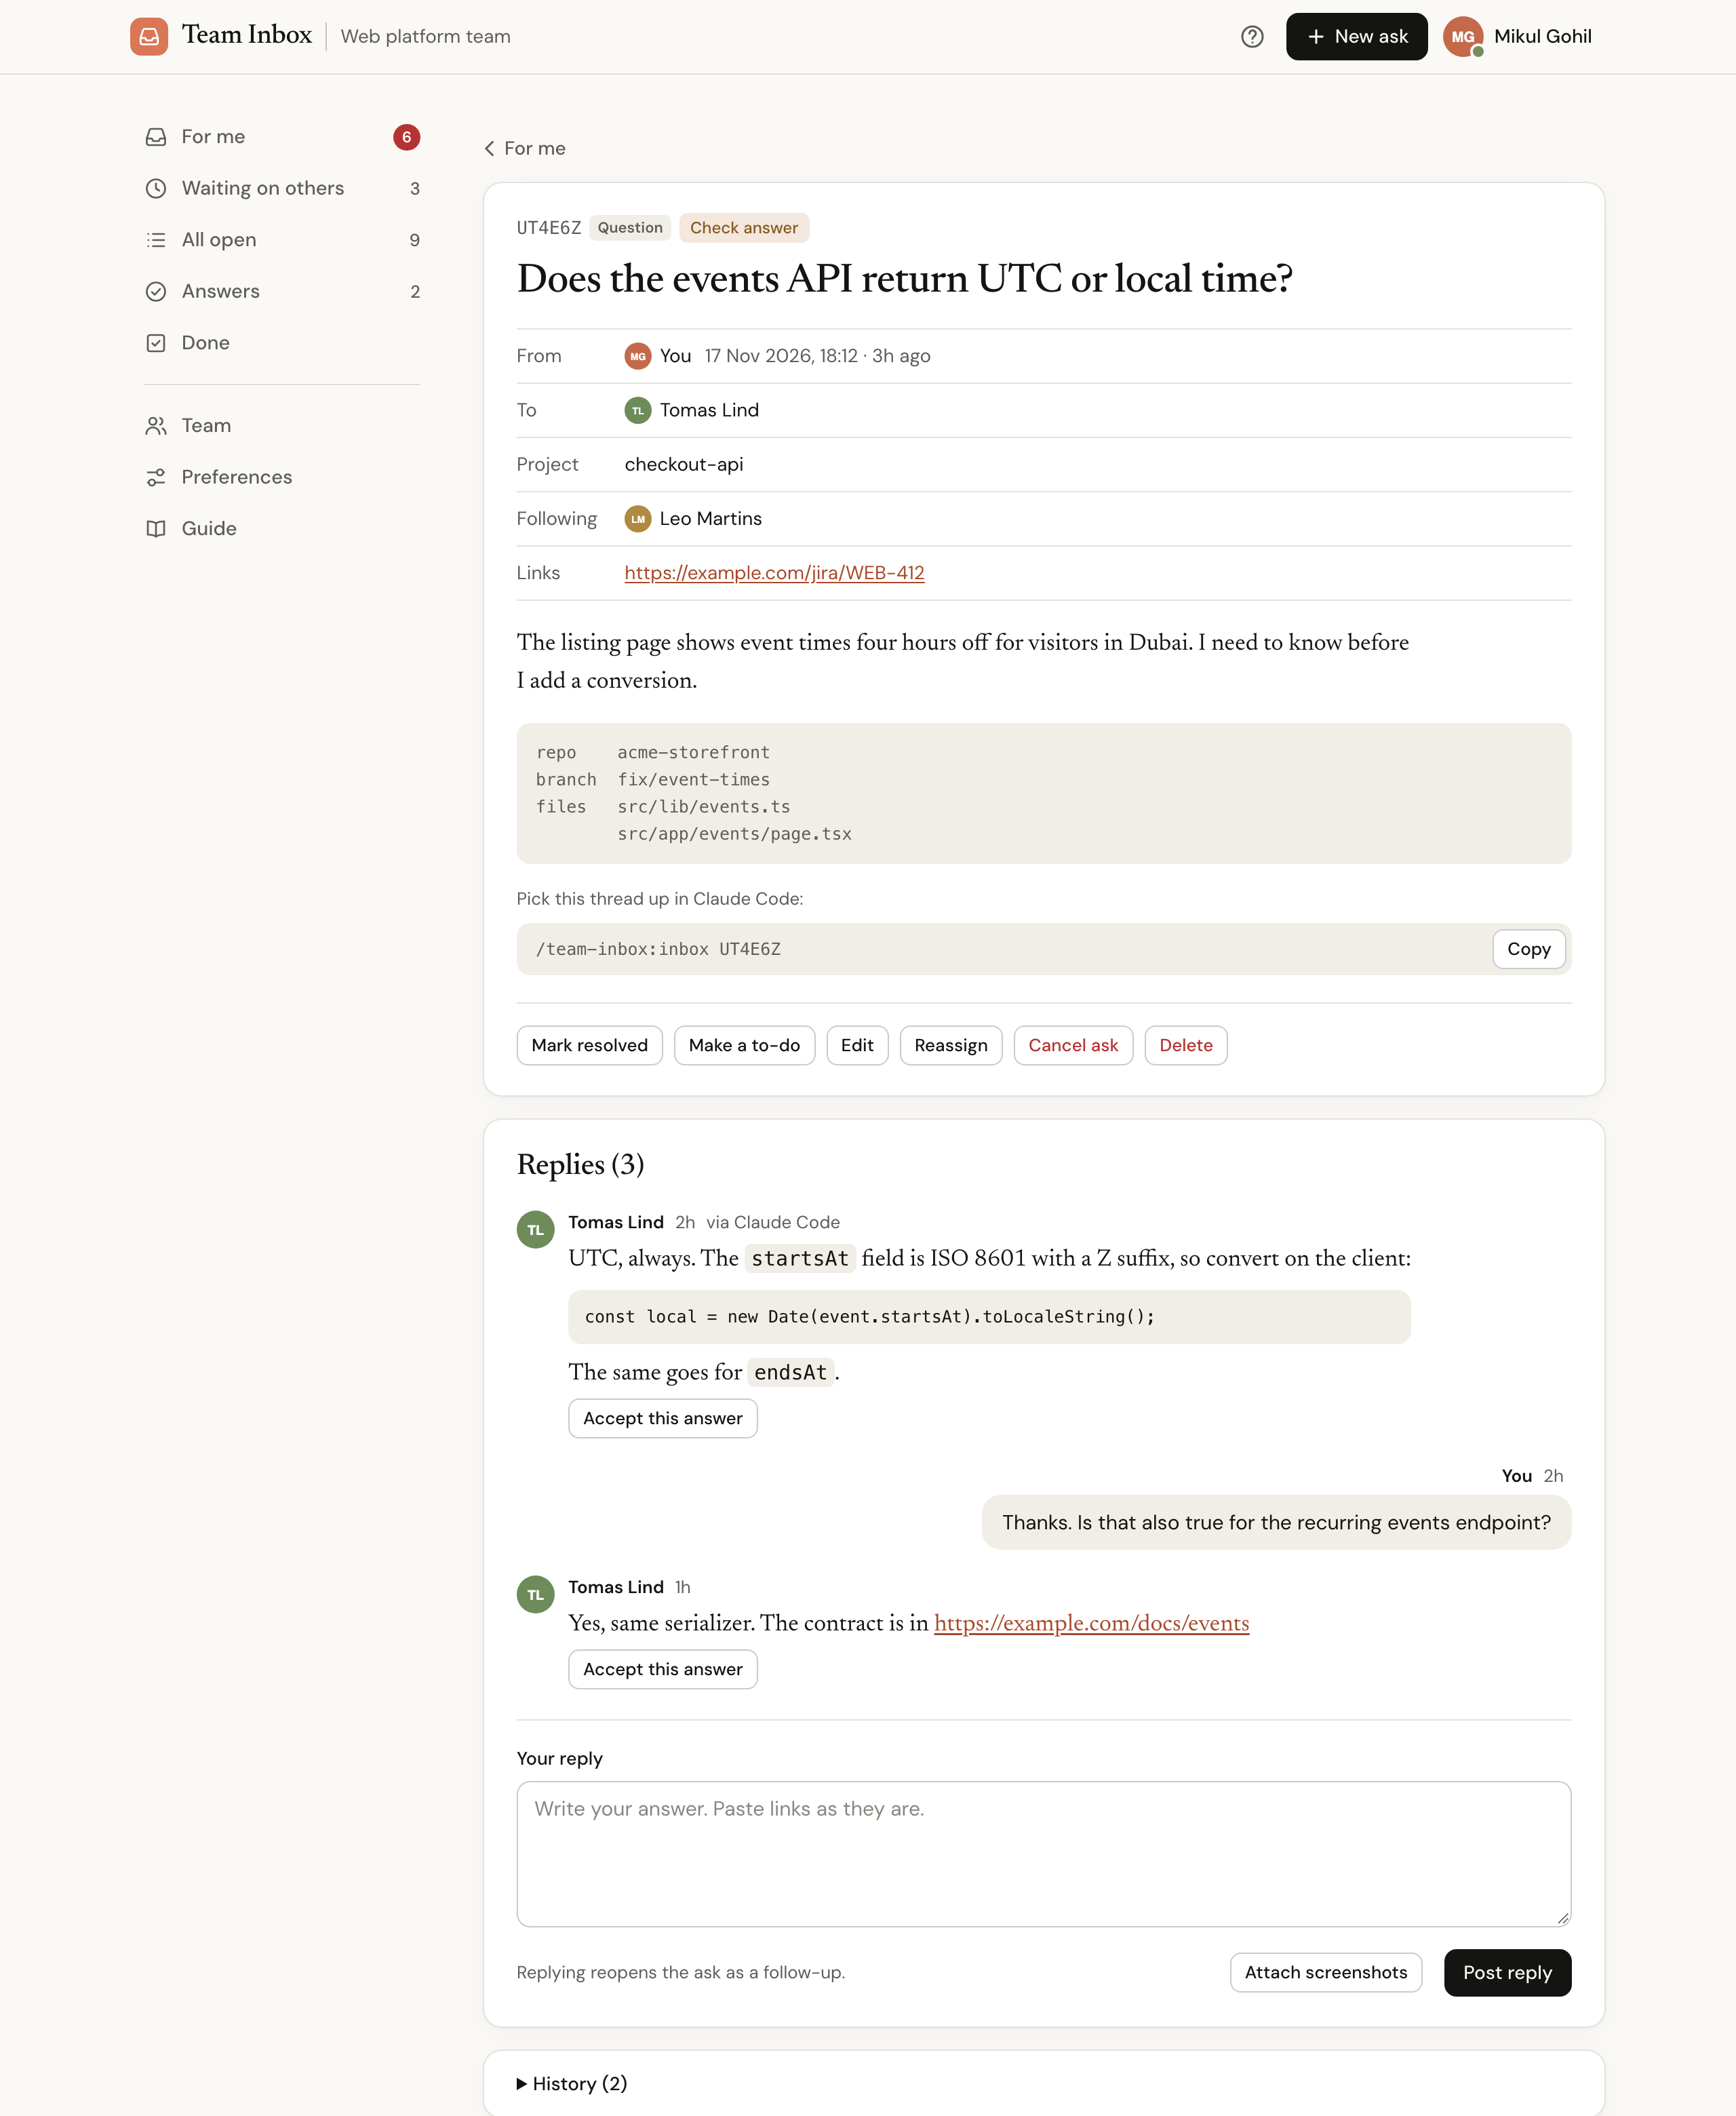 Team Inbox Web platform team
New ask MG Mikul Gohil
For me 6
Waiting on others 3
All open 9
Answers 2
Done
Team
Preferences
Guide
For me
UT4E6Z Question Check answer
Does the events API return UTC or local time?
From MG You 17 Nov 2026, 18:12 · 3h ago
To TL Tomas Lind
Project checkout-api
Following LM Leo Martins
Links https://example.com/jira/WEB-412
The listing page shows event times four hours off for visitors in Dubai. I need to know before
I add a conversion.
repo acme-storefront
branch fix/event-times
files src/lib/events.ts
src/app/events/page.tsx
Pick this thread up in Claude Code:
/team-inbox:inbox UT4E6Z Copy
Mark resolved Make a to-do Edit Reassign Cancel ask Delete
Replies (3)
TL Tomas Lind 2h via Claude Code
UTC, always. The startsAt field is ISO 8601 with a Z suffix, so convert on the client:
const local = new Date(event.startsAt).toLocaleString();
The same goes for endsAt.
Accept this answer
You 2h
Thanks. Is that also true for the recurring events endpoint?
TL Tomas Lind 1h
Yes, same serializer. The contract is in https://example.com/docs/events
Accept this answer
Your reply
Write your answer. Paste links as they are.
Replying reopens the ask as a follow-up. Attach screenshots Post reply
History (2)